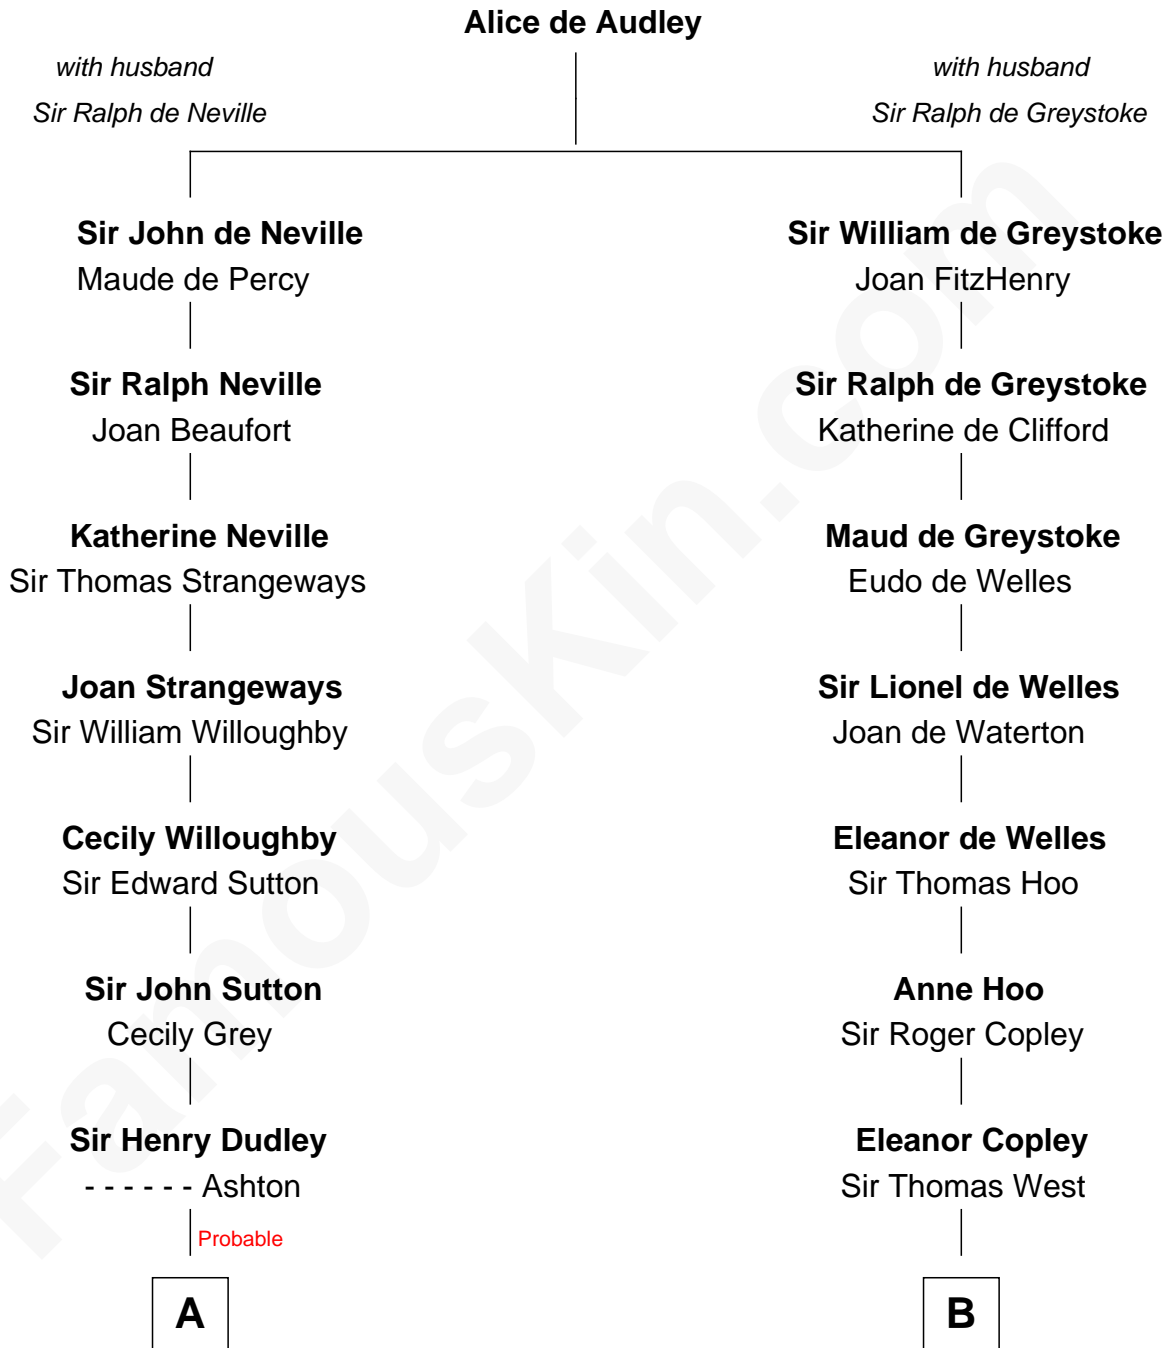 Alice de Audley
with husband
Sir Ralph de Neville
with husband
Sir Ralph de Greystoke
Sir John de Neville
Maude de Percy
Sir William de Greystoke
Joan FitzHenry
Sir Ralph Neville
Joan Beaufort
Sir Ralph de Greystoke
Katherine de Clifford
Katherine Neville
Sir Thomas Strangeways
Maud de Greystoke
Eudo de Welles
Joan Strangeways
Sir William Willoughby
Sir Lionel de Welles
Joan de Waterton
Cecily Willoughby
Sir Edward Sutton
Eleanor de Welles
Sir Thomas Hoo
Sir John Sutton
Cecily Grey
Anne Hoo
Sir Roger Copley
Sir Henry Dudley
- - - - - - Ashton
Eleanor Copley
Sir Thomas West
Probable
A
B
FamousKin.com